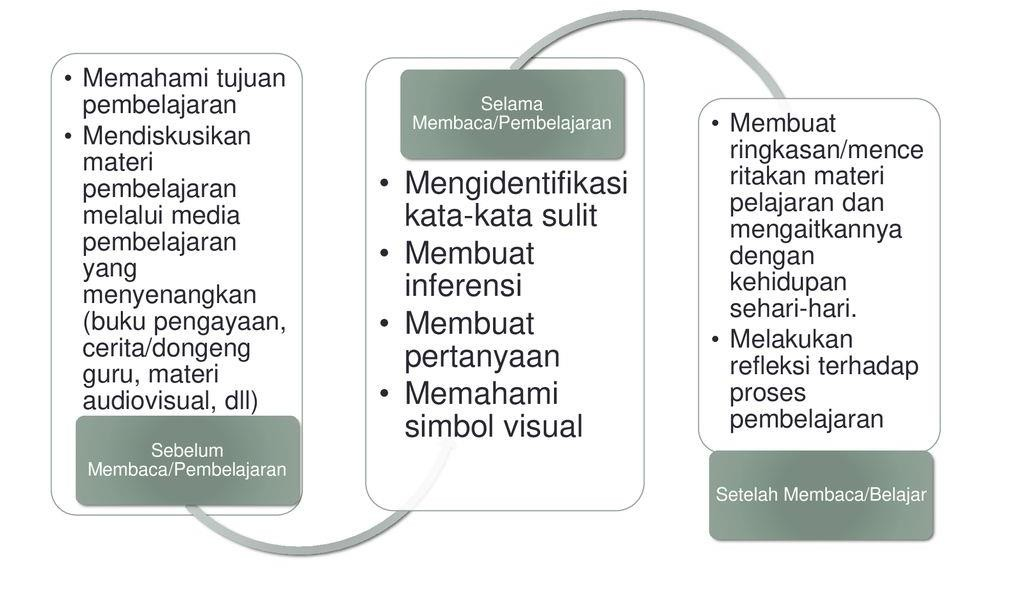 • Memahami tujuan
pembelajaran
• Mendiskusikan
materi
pembelajaran
melalui media
pembelajaran
yang
menyenangkan
(buku pengayaan,
cerita/dongeng
guru, materi
audiovisual, dll)
Sebelum
Membaca/Pembelajaran
Selama
Membaca/Pembelajaran
• Mengidentifikasi
kata-kata sulit
• Membuat
inferensi
• Membuat
pertanyaan
• Memahami
simbol visual
• Membuat
ringkasan/mence
ritakan materi
pelajaran dan
mengaitkannya
dengan
kehidupan
sehari-hari.
• Melakukan
refleksi terhadap
proses
pembelajaran
Setelah Membaca/Belajar